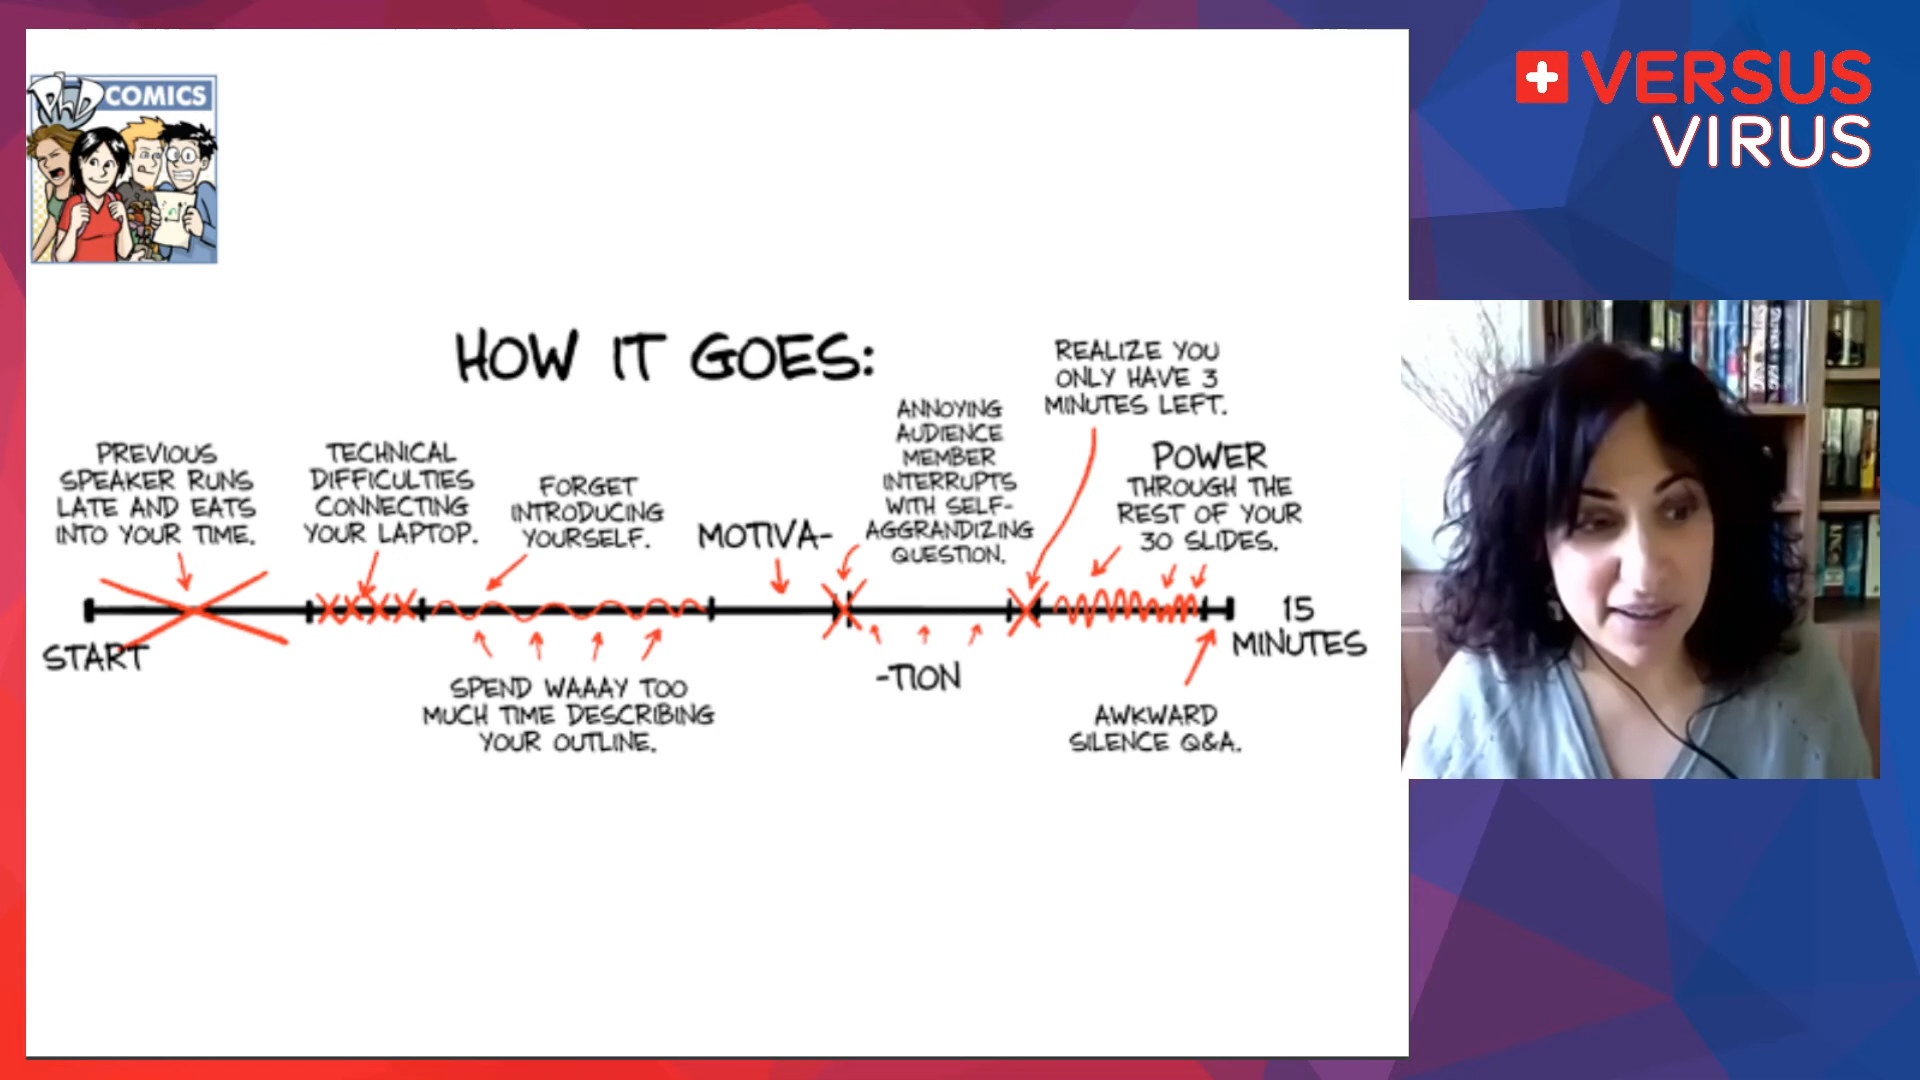 PhD COMICS
VERSUS
VIRUS
HOW IT GOES:
PREVIOUS
SPEAKER RUNS
LATE AND EATS
INTO YOUR TIME.
TECHNICAL
DIFFICULTIES
CONNECTING
YOUR LAPTOP.
FORGET
INTRODUCING
YOURSELF.
MOTIVA-
ANNOYING
AUDIENCE
MEMBER
INTERRUPTS
WITH SELF-
AGGRANDIZING
QUESTION.
REALIZE YOU
ONLY HAVE 3
MINUTES LEFT.
POWER
THROUGH THE
REST OF YOUR
30 SLIDES.
START
SPEND WAAAY TOO
MUCH TIME DESCRIBING
YOUR OUTLINE.
-TION
AWKWARD
SILENCE Q&A.
15
MINUTES